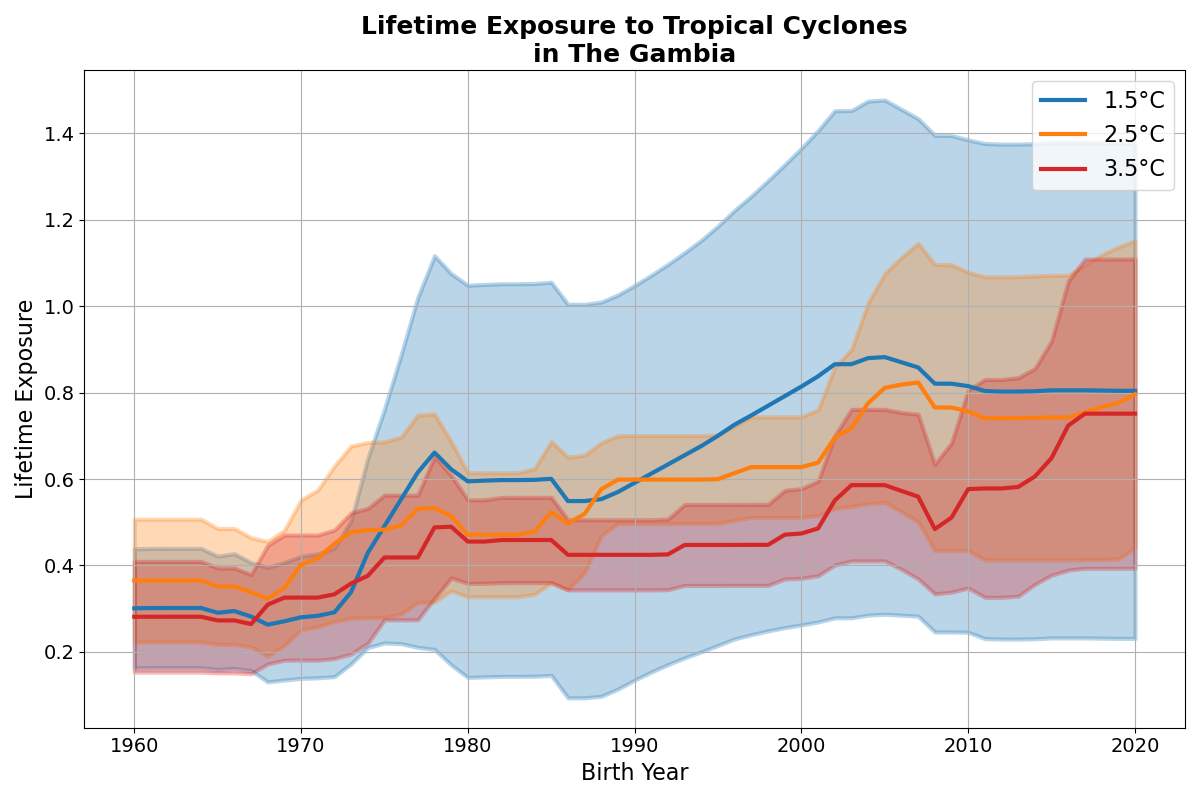 Lifetime Exposure to Tropical Cyclones
in The Gambia
1.5°C
2.5°C
3.5°C
Lifetime Exposure
1.4
1.2
1.0
0.8
0.6
0.4
0.2
1960 1970 1980 1990 2000 2010 2020
Birth Year